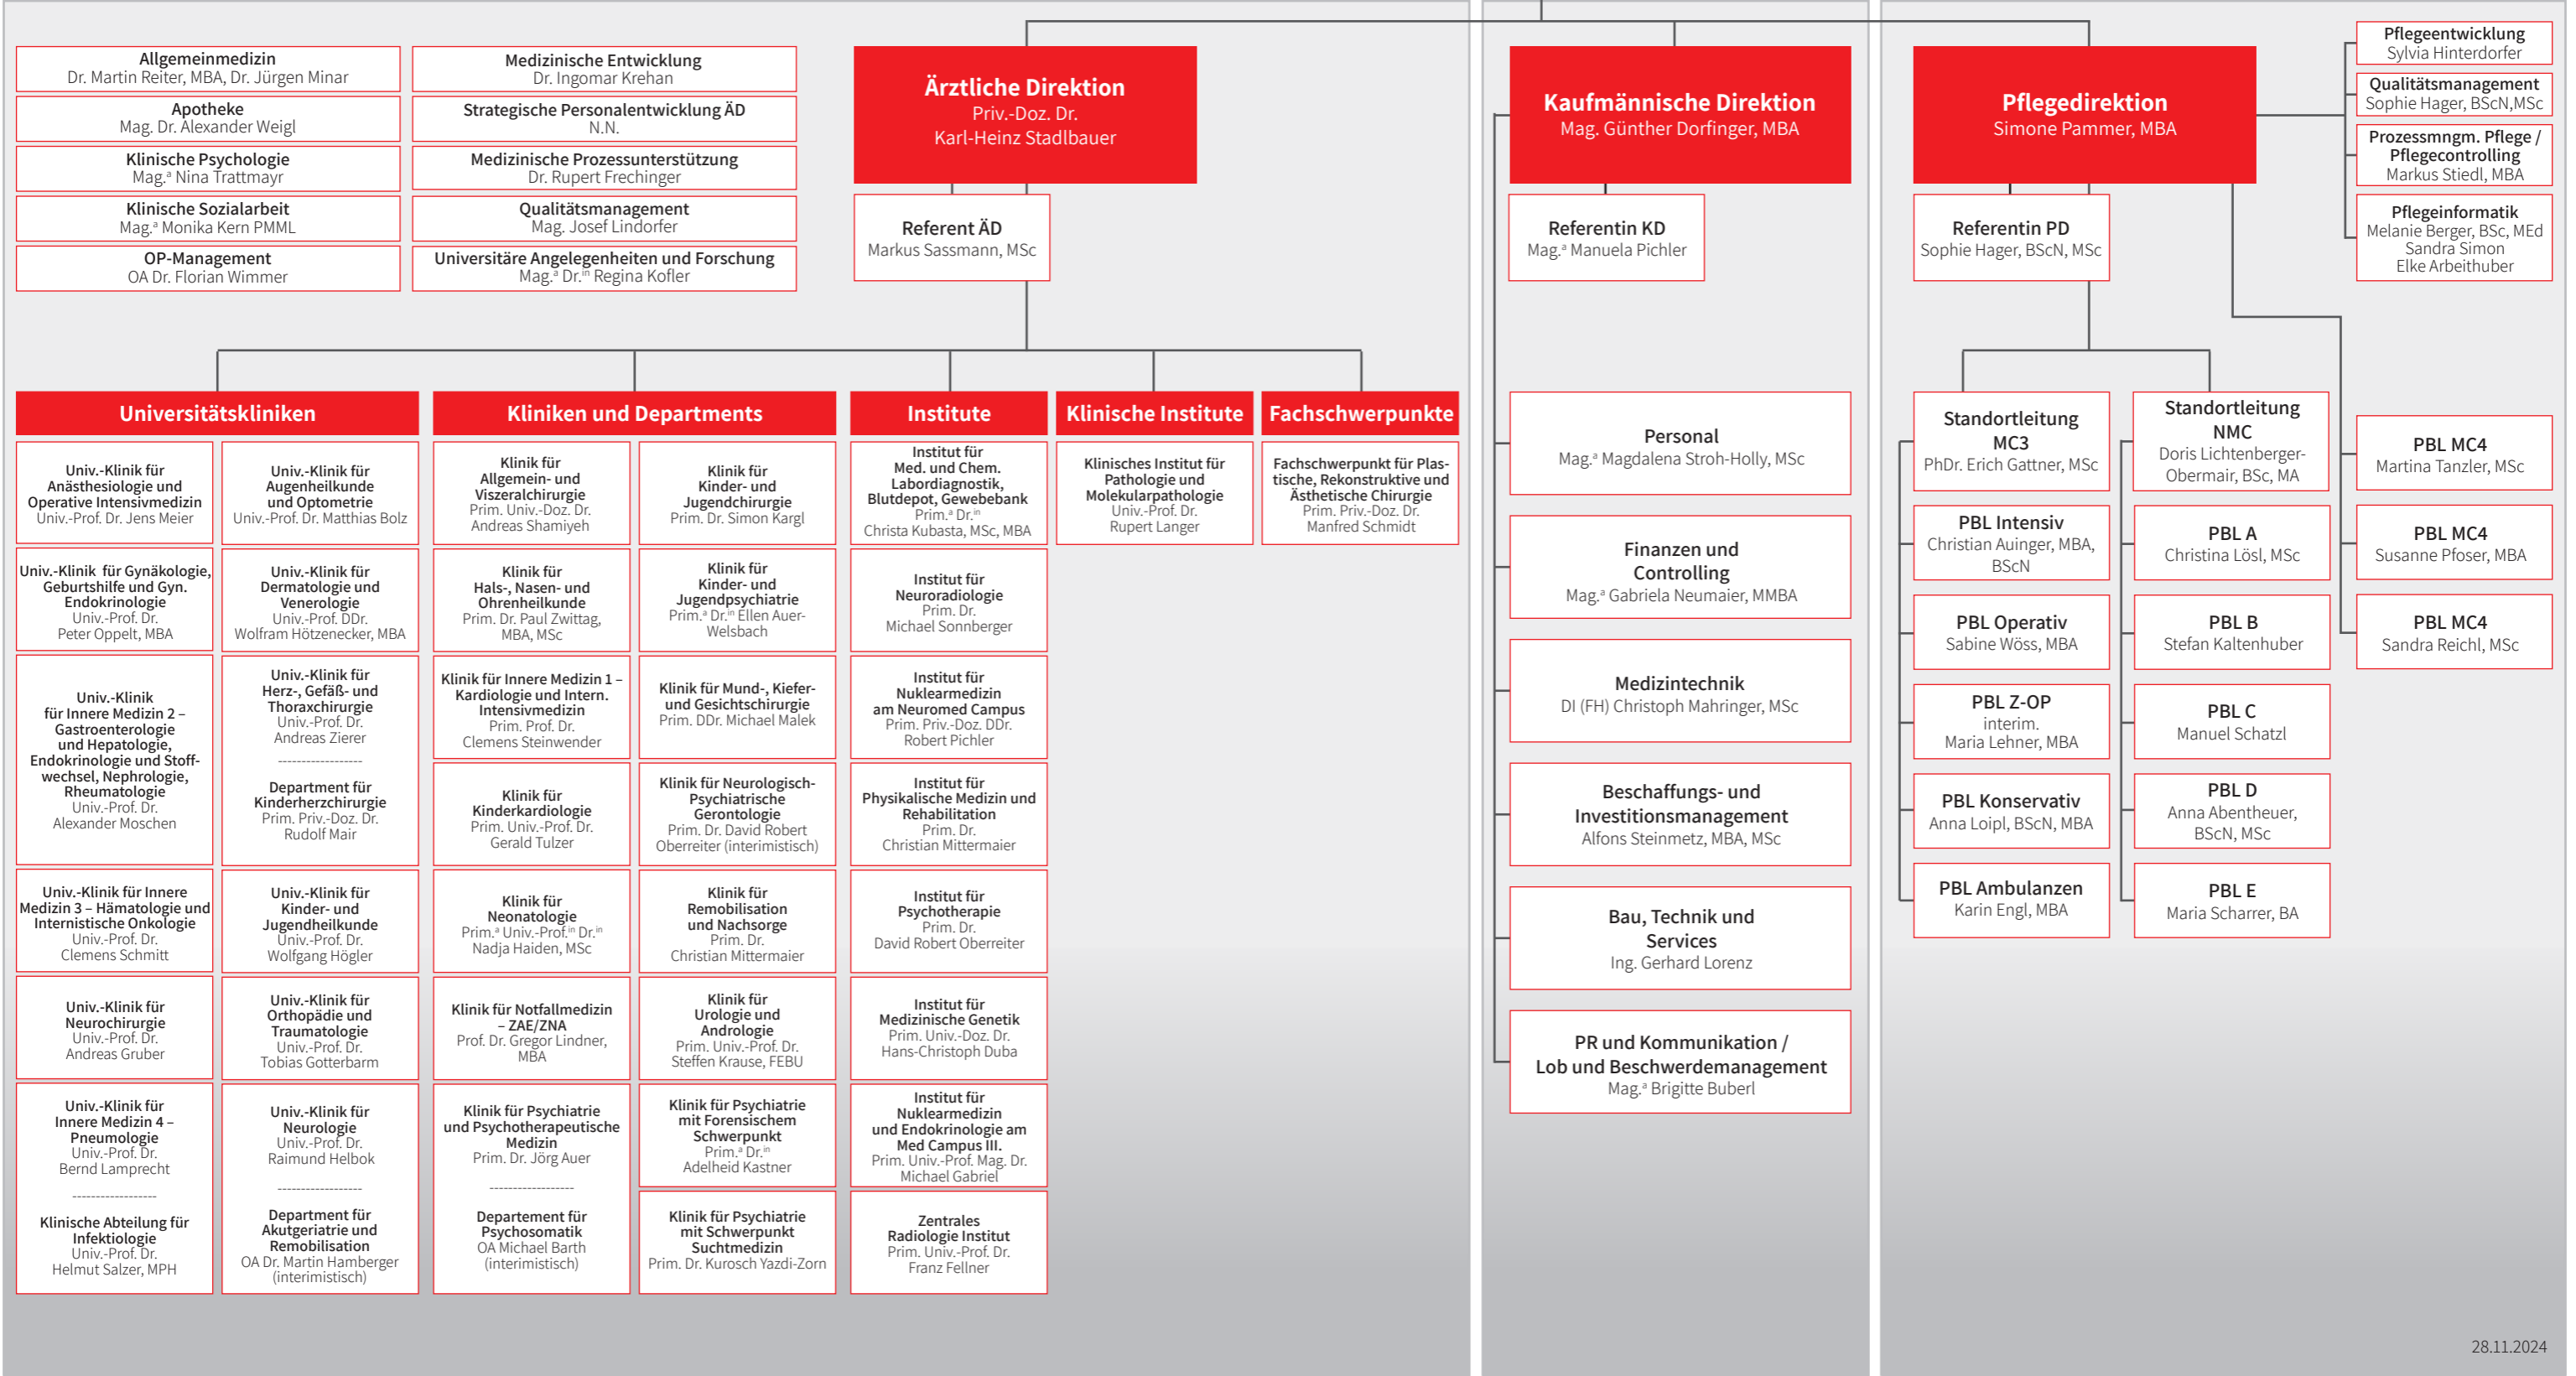 Allgemeinmedizin
Dr. Martin Reiter, MBA, Dr. Jürgen Minar
Apotheke
Mag. Dr. Alexander Weigl
Klinische Psychologie
Mag.ª Nina Trattmayr
Klinische Sozialarbeit
Mag.ª Monika Kern PMML
OP-Management
OA Dr. Florian Wimmer
Medizinische Entwicklung
Dr. Ingomar Krehan
Strategische Personalentwicklung ÄD
N.N.
Medizinische Prozessunterstützung
Dr. Rupert Frechinger
Qualitätsmanagement
Mag. Josef Lindorfer
Universitäre Angelegenheiten und Forschung
Mag.ª Dr.ⁱⁿ Regina Kofler
Ärztliche Direktion
Priv.-Doz. Dr.
Karl-Heinz Stadlbauer
Referent ÄD
Markus Sassmann, MSc
Universitätskliniken
Univ.-Klinik für
Anästhesiologie und
Operative Intensivmedizin
Univ.-Prof. Dr. Jens Meier
Univ.-Klinik für Gynäkologie,
Geburtshilfe und Gyn.
Endokrinologie
Univ.-Prof. Dr.
Peter Oppelt, MBA
Univ.-Klinik
für Innere Medizin 2 –
Gastroenterologie
und Hepatologie,
Endokrinologie und Stoff-
wechsel, Nephrologie,
Rheumatologie
Univ.-Prof. Dr.
Alexander Moschen
Univ.-Klinik für Innere
Medizin 3 – Hämatologie und
Internistische Onkologie
Univ.-Prof. Dr.
Clemens Schmitt
Univ.-Klinik für
Neurochirurgie
Univ.-Prof. Dr.
Andreas Gruber
Univ.-Klinik für
Innere Medizin 4 –
Pneumologie
Univ.-Prof. Dr.
Bernd Lamprecht
------------------
Klinische Abteilung für
Infektiologie
Univ.-Prof. Dr.
Helmut Salzer, MPH
Univ.-Klinik für
Augenheilkunde
und Optometrie
Univ.-Prof. Dr. Matthias Bolz
Univ.-Klinik für
Dermatologie und
Venerologie
Univ.-Prof. DDr.
Wolfram Hötzenecker, MBA
Univ.-Klinik für
Herz-, Gefäß- und
Thoraxchirurgie
Univ.-Prof. Dr.
Andreas Zierer
------------------
Department für
Kinderherzchirurgie
Prim. Priv.-Doz. Dr.
Rudolf Mair
Univ.-Klinik für
Kinder- und
Jugendheilkunde
Univ.-Prof. Dr.
Wolfgang Högler
Univ.-Klinik für
Orthopädie und
Traumatologie
Univ.-Prof. Dr.
Tobias Gotterbarm
Univ.-Klinik für
Neurologie
Univ.-Prof. Dr.
Raimund Helbok
------------------
Department für
Akutgeriatrie und
Remobilisation
OA Dr. Martin Hamberger
(interimistisch)
Kliniken und Departments
Klinik für
Allgemein- und
Viszeralchirurgie
Prim. Univ.-Doz. Dr.
Andreas Shamiyeh
Klinik für
Hals-, Nasen- und
Ohrenheilkunde
Prim. Dr. Paul Zwittag,
MBA, MSc
Klinik für Innere Medizin 1 –
Kardiologie und Intern.
Intensivmedizin
Prim. Prof. Dr.
Clemens Steinwender
Klinik für
Kinderkardiologie
Prim. Univ.-Prof. Dr.
Gerald Tulzer
Klinik für
Neonatologie
Prim.ª Univ.-Prof.ⁱⁿ Dr.ⁱⁿ
Nadja Haiden, MSc
Klinik für Notfallmedizin
– ZAE/ZNA
Prof. Dr. Gregor Lindner,
MBA
Klinik für Psychiatrie
und Psychotherapeutische
Medizin
Prim. Dr. Jörg Auer
------------------
Departement für
Psychosomatik
OA Michael Barth
(interimistisch)
Klinik für
Kinder- und
Jugendchirurgie
Prim. Dr. Simon Kargl
Klinik für
Kinder- und
Jugendpsychiatrie
Prim.ª Dr.ⁱⁿ Ellen Auer-
Welsbach
Klinik für Mund-, Kiefer-
und Gesichtschirurgie
Prim. DDr. Michael Malek
Klinik für Neurologisch-
Psychiatrische
Gerontologie
Prim. Dr. David Robert
Oberreiter (interimistisch)
Klinik für
Remobilisation
und Nachsorge
Prim. Dr.
Christian Mittermaier
Klinik für
Urologie und
Andrologie
Prim. Univ.-Prof. Dr.
Steffen Krause, FEBU
Klinik für Psychiatrie
mit Forensischem
Schwerpunkt
Prim.ª Dr.ⁱⁿ
Adelheid Kastner
Klinik für Psychiatrie
mit Schwerpunkt
Suchtmedizin
Prim. Dr. Kurosch Yazdi-Zorn
Institute
Institut für
Med. und Chem.
Labordiagnostik,
Blutdepot, Gewebebank
Prim.ª Dr.ⁱⁿ
Christa Kubasta, MSc, MBA
Institut für
Neuroradiologie
Prim. Dr.
Michael Sonnberger
Institut für
Nuklearmedizin
am Neuromed Campus
Prim. Priv.-Doz. DDr.
Robert Pichler
Institut für
Physikalische Medizin und
Rehabilitation
Prim. Dr.
Christian Mittermaier
Institut für
Psychotherapie
Prim. Dr.
David Robert Oberreiter
Institut für
Medizinische Genetik
Prim. Univ.-Doz. Dr.
Hans-Christoph Duba
Institut für
Nuklearmedizin
und Endokrinologie am
Med Campus III.
Prim. Univ.-Prof. Mag. Dr.
Michael Gabriel
Zentrales
Radiologie Institut
Prim. Univ.-Prof. Dr.
Franz Fellner
Klinische Institute
Klinisches Institut für
Pathologie und
Molekularpathologie
Univ.-Prof. Dr.
Rupert Langer
Fachschwerpunkte
Fachschwerpunkt für Plas-
tische, Rekonstruktive und
Ästhetische Chirurgie
Prim. Priv.-Doz. Dr.
Manfred Schmidt
Kaufmännische Direktion
Mag. Günther Dorfinger, MBA
Referentin KD
Mag.ª Manuela Pichler
Personal
Mag.ª Magdalena Stroh-Holly, MSc
Finanzen und
Controlling
Mag.ª Gabriela Neumaier, MMBA
Medizintechnik
DI (FH) Christoph Mahringer, MSc
Beschaffungs- und
Investitionsmanagement
Alfons Steinmetz, MBA, MSc
Bau, Technik und
Services
Ing. Gerhard Lorenz
PR und Kommunikation /
Lob und Beschwerdemanagement
Mag.ª Brigitte Buberl
Pflegedirektion
Simone Pammer, MBA
Referentin PD
Sophie Hager, BScN, MSc
Pflegeentwicklung
Sylvia Hinterdorfer
Qualitätsmanagement
Sophie Hager, BScN,MSc
Prozessmngm. Pflege /
Pflegecontrolling
Markus Stiedl, MBA
Pflegeinformatik
Melanie Berger, BSc, MEd
Sandra Simon
Elke Arbeithuber
Standortleitung
MC3
PhDr. Erich Gattner, MSc
PBL Intensiv
Christian Auinger, MBA,
BScN
PBL Operativ
Sabine Wöss, MBA
PBL Z-OP
interim.
Maria Lehner, MBA
PBL Konservativ
Anna Loipl, BScN, MBA
PBL Ambulanzen
Karin Engl, MBA
Standortleitung
NMC
Doris Lichtenberger-
Obermair, BSc, MA
PBL A
Christina Lösl, MSc
PBL B
Stefan Kaltenhuber
PBL C
Manuel Schatzl
PBL D
Anna Abentheuer,
BScN, MSc
PBL E
Maria Scharrer, BA
PBL MC4
Martina Tanzler, MSc
PBL MC4
Susanne Pfoser, MBA
PBL MC4
Sandra Reichl, MSc
28.11.2024